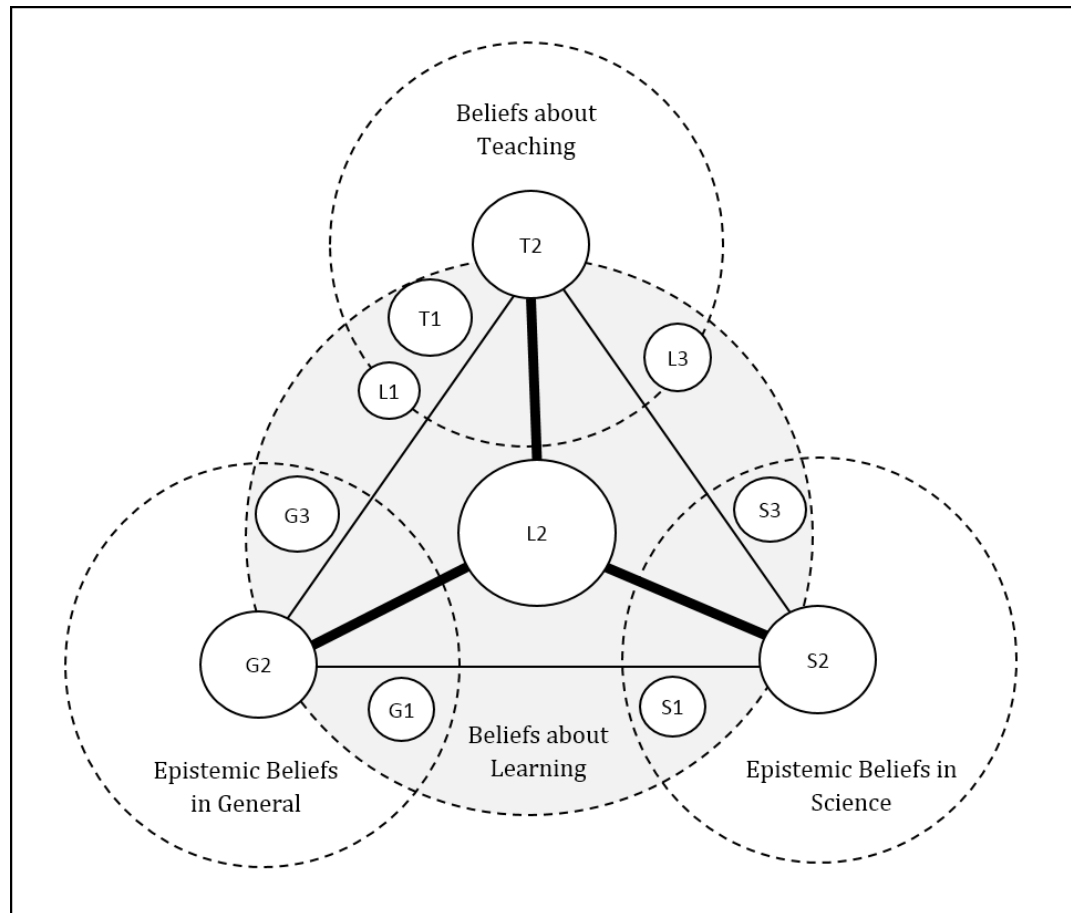 Beliefs about
Teaching
T2
T1
L3
L1
G3
S3
L2
G2
S2
G1
S1
Beliefs about
Learning
Epistemic Beliefs
in General
Epistemic Beliefs in
Science